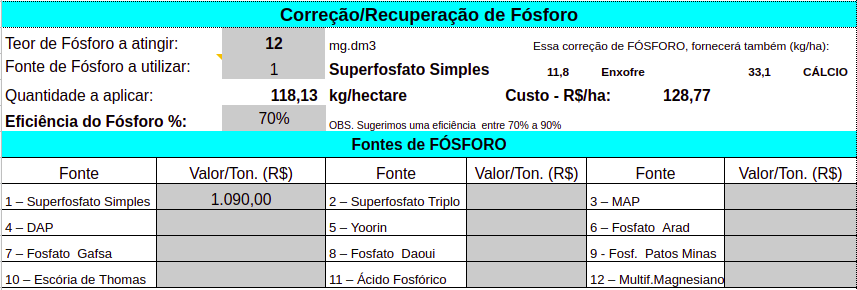 Correção/Recuperação de Fósforo
Teor de Fósforo a atingir: 12 mg.dm3 Essa correção de FÓSFORO, fornecerá também (kg/ha):
Fonte de Fósforo a utilizar: 1 Superfosfato Simples 11,8 Enxofre 33,1 CÁLCIO
Quantidade a aplicar: 118,13 kg/hectare Custo - R$/ha: 128,77
Eficiência do Fósforo %: 70% OBS. Sugerimos uma eficiência entre 70% a 90%
Fontes de FÓSFORO
Fonte Valor/Ton. (R$) Fonte Valor/Ton. (R$) Fonte Valor/Ton. (R$)
1 – Superfosfato Simples 1.090,00 2 – Superfosfato Triplo 3 – MAP
4 – DAP 5 – Yoorin 6 – Fosfato Arad
7 – Fosfato Gafsa 8 – Fosfato Daoui 9 - Fosf. Patos Minas
10 – Escória de Thomas 11 – Ácido Fosfórico 12 – Multif.Magnesiano